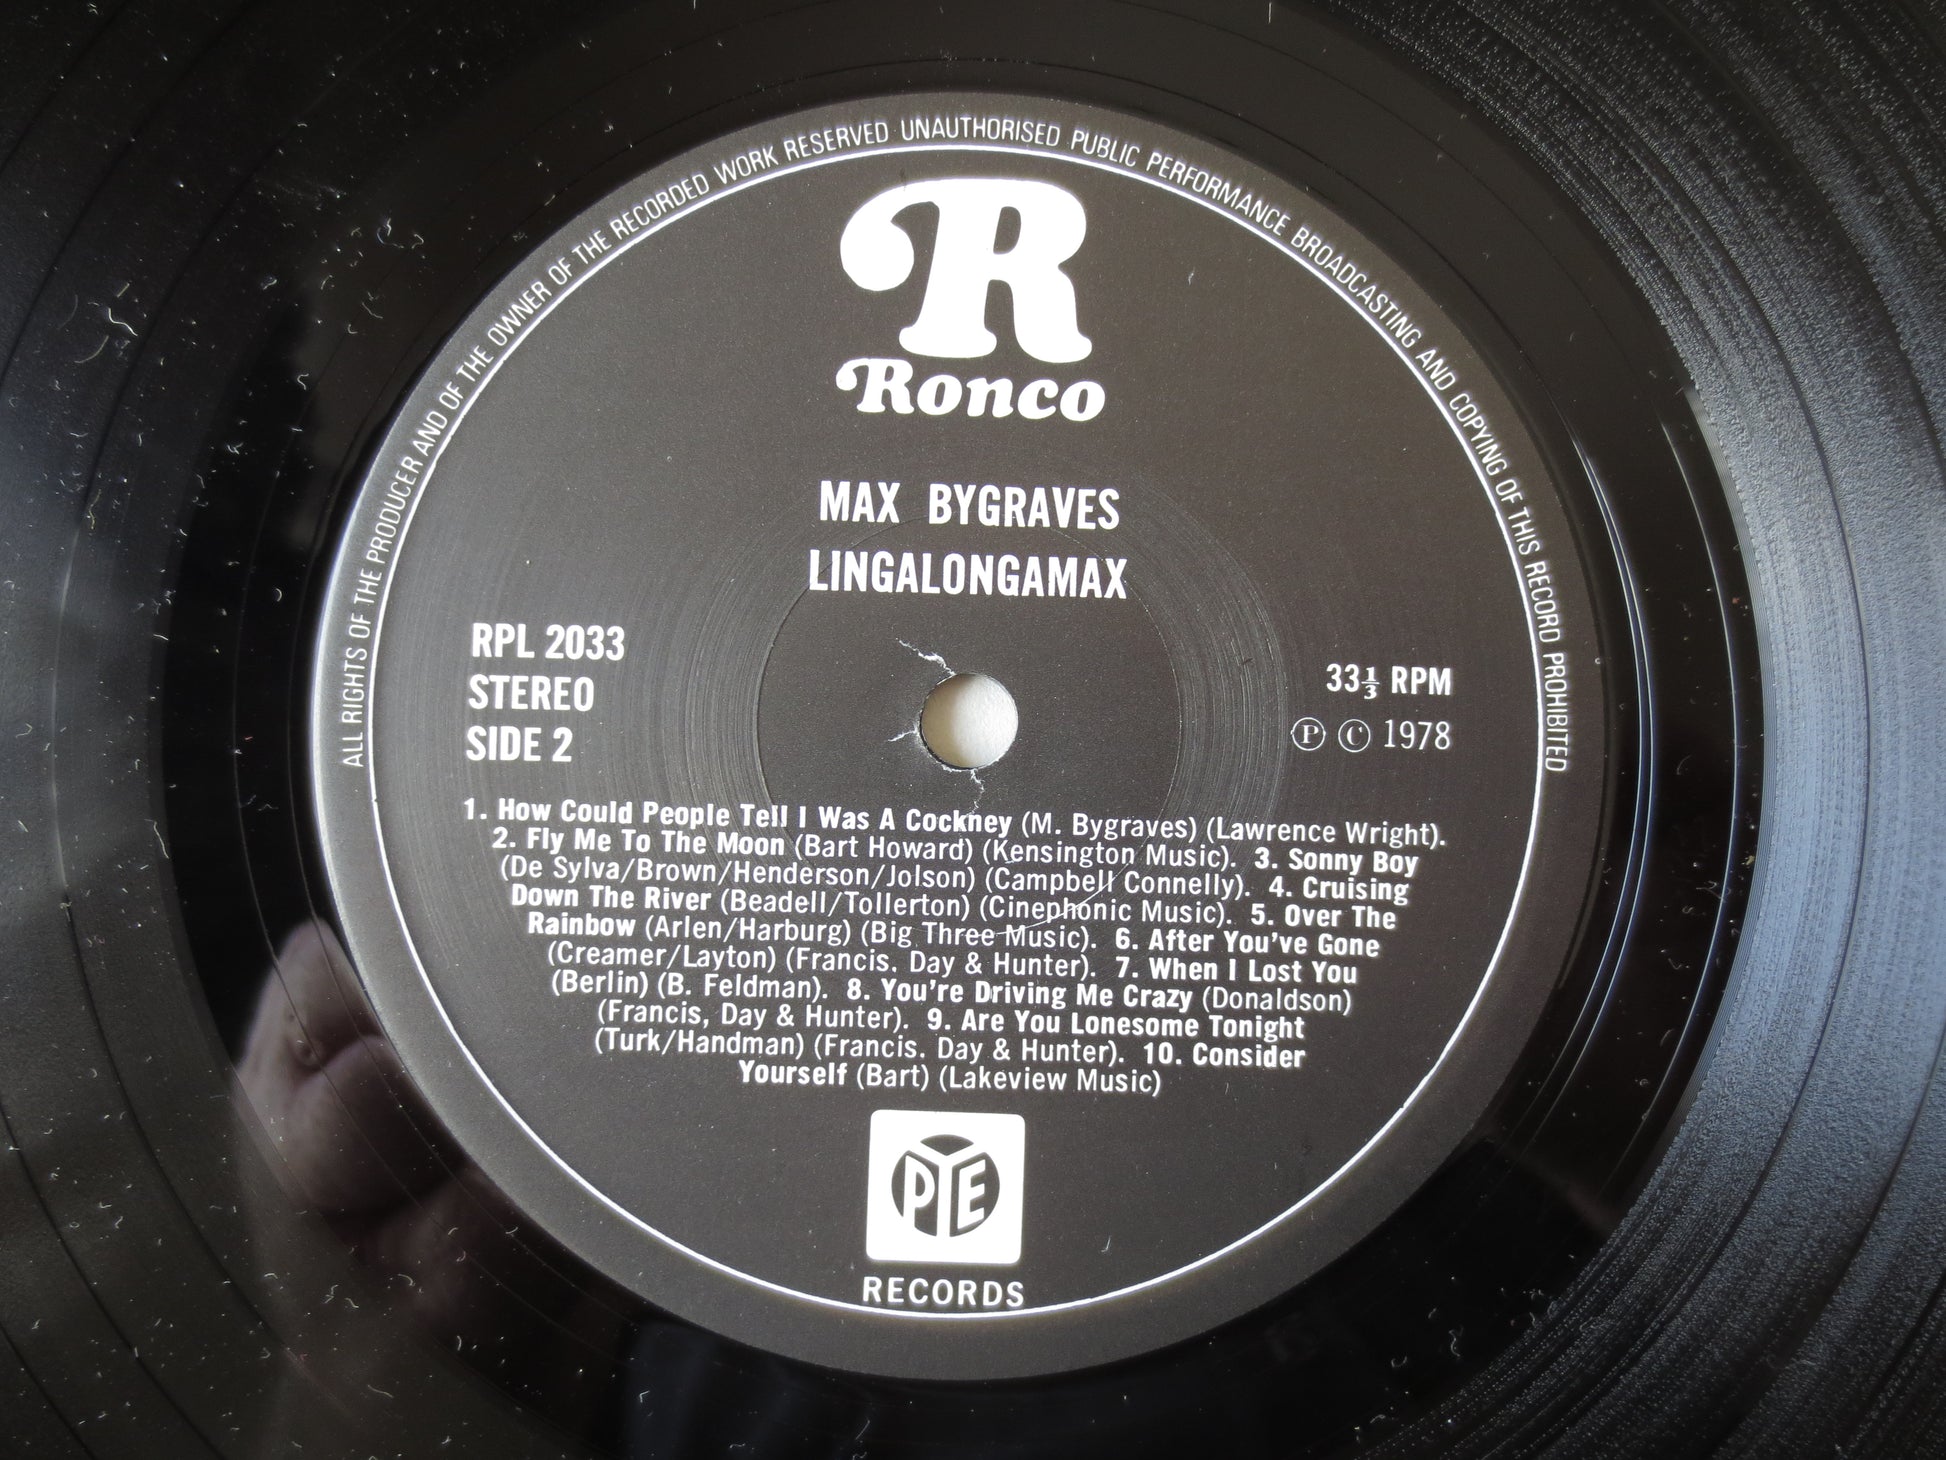 ALL RIGHTS OF THE PRODUCER AND OF THE OWNER OF THE RECORDED WORK RESERVED UNAUTHORISED PUBLIC PERFORMANCE BROADCASTING AND COPYING OF THIS RECORD PROHIBITED
R
Ronco
MAX BYGRAVES
LINGALONGAMAX
RPL 2033
STEREO
SIDE 2
33⅓ RPM
Ⓟ © 1978
1. How Could People Tell I Was A Cockney (M. Bygraves) (Lawrence Wright).
2. Fly Me To The Moon (Bart Howard) (Kensington Music). 3. Sonny Boy
(De Sylva/Brown/Henderson/Jolson) (Campbell Connelly). 4. Cruising
Down The River (Beadell/Tollerton) (Cinephonic Music). 5. Over The
Rainbow (Arlen/Harburg) (Big Three Music). 6. After You've Gone
(Creamer/Layton) (Francis. Day & Hunter). 7. When I Lost You
(Berlin) (B. Feldman). 8. You're Driving Me Crazy (Donaldson)
(Francis, Day & Hunter). 9. Are You Lonesome Tonight
(Turk/Handman) (Francis. Day & Hunter). 10. Consider
Yourself (Bart) (Lakeview Music)
PYE
RECORDS